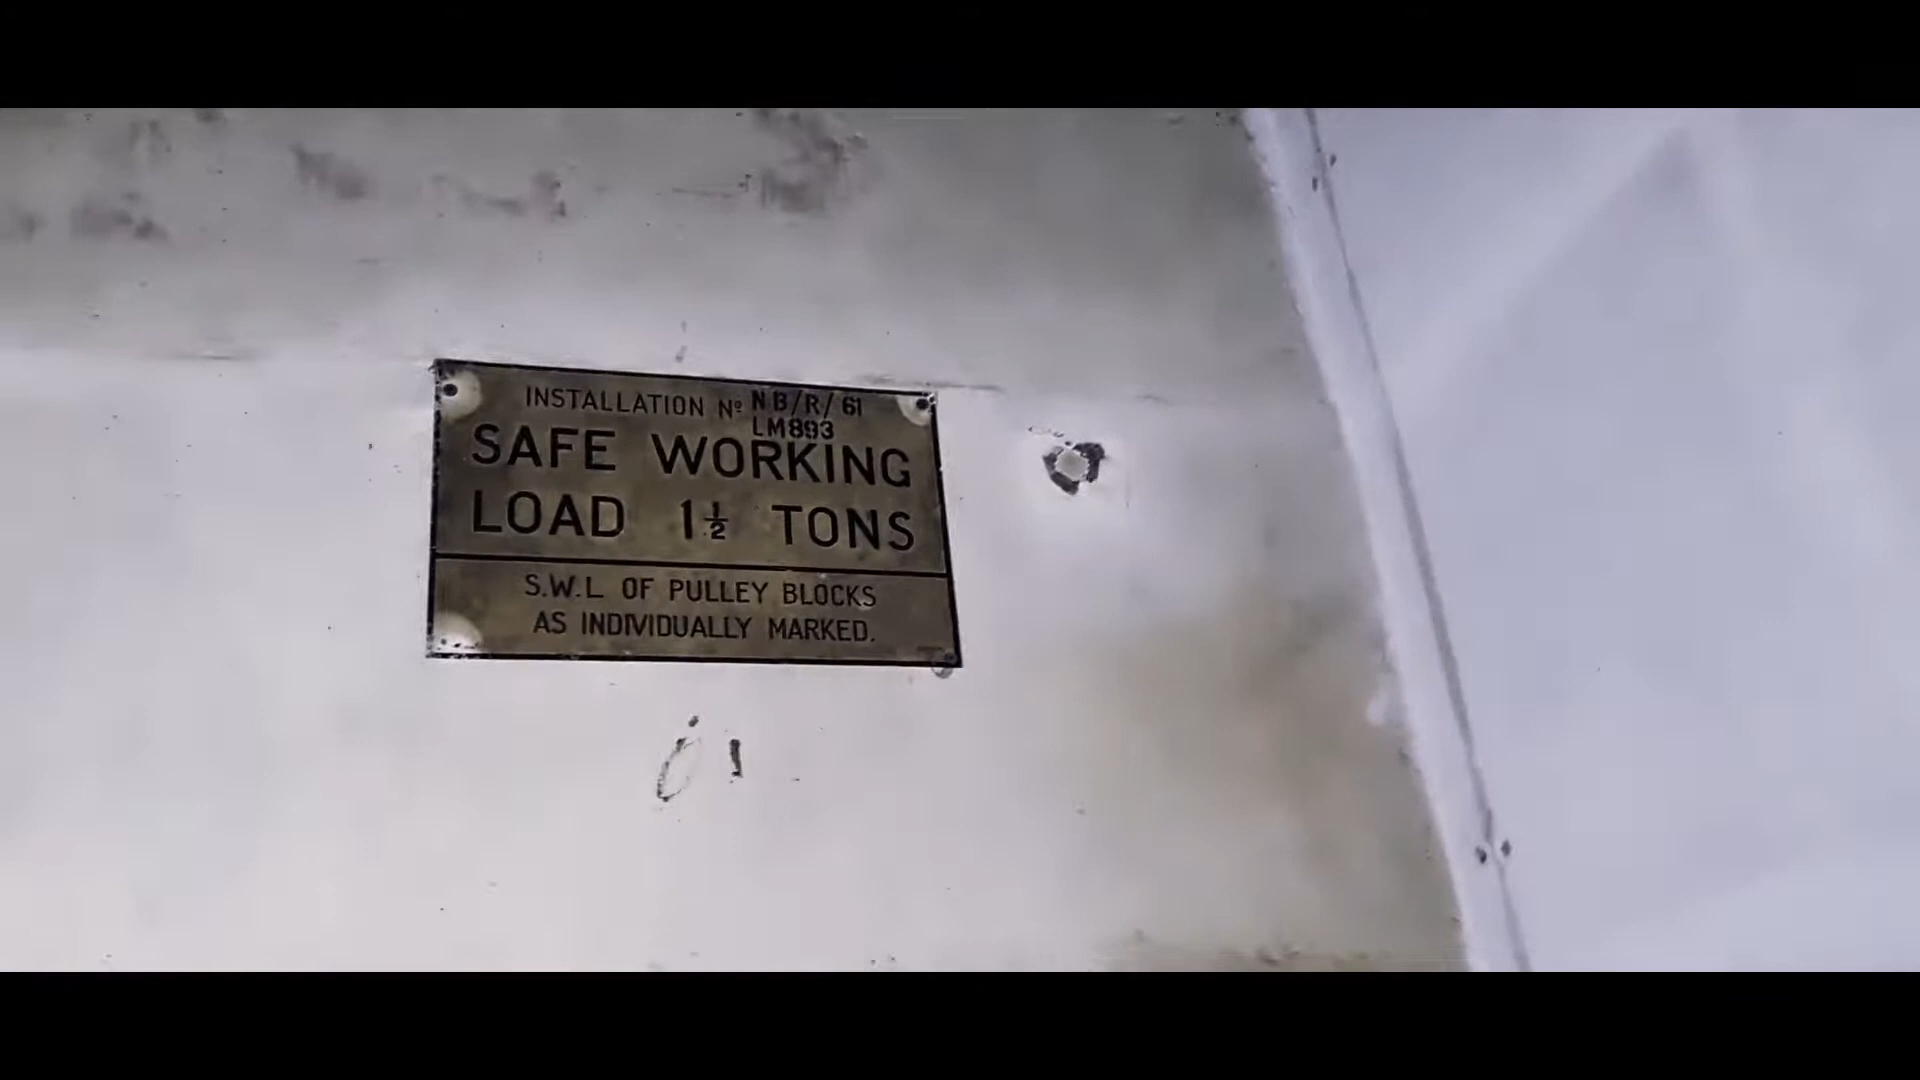 INSTALLATION Nº NB/R/61
LM893
SAFE WORKING
LOAD 1½ TONS
S.W.L OF PULLEY BLOCKS
AS INDIVIDUALLY MARKED.